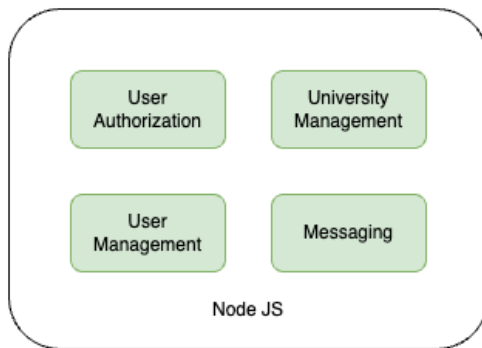 User
Authorization
University
Management
User
Management
Messaging
Node JS